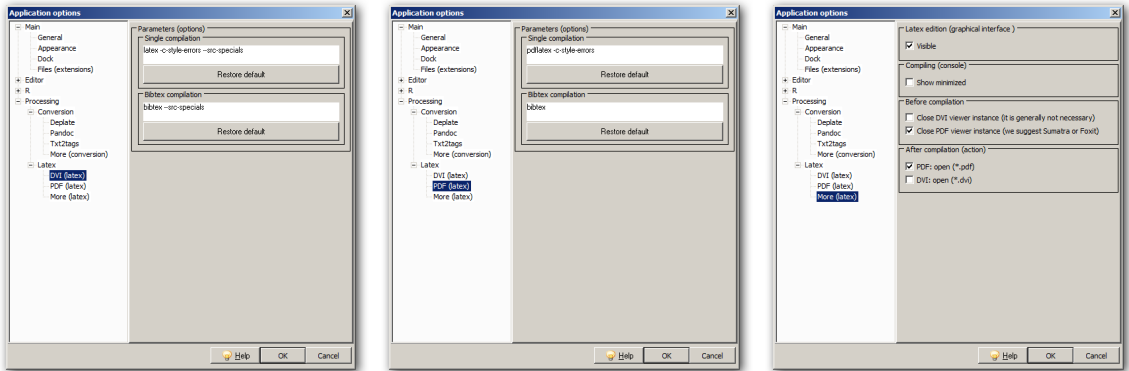 Application options
Main
General
Appearance
Dock
Files (extensions)
Editor
R
Processing
Conversion
Deplate
Pandoc
Txt2tags
More (conversion)
Latex
DVI (latex)
PDF (latex)
More (latex)
Parameters (options)
Single compilation
latex -c-style-errors --src-specials
Restore default
Bibtex compilation
bibtex --src-specials
Restore default
Help
OK
Cancel
Application options
Main
General
Appearance
Dock
Files (extensions)
Editor
R
Processing
Conversion
Deplate
Pandoc
Txt2tags
More (conversion)
Latex
DVI (latex)
PDF (latex)
More (latex)
Parameters (options)
Single compilation
pdflatex -c-style-errors
Restore default
Bibtex compilation
bibtex
Restore default
Help
OK
Cancel
Application options
Main
General
Appearance
Dock
Files (extensions)
Editor
R
Processing
Conversion
Deplate
Pandoc
Txt2tags
More (conversion)
Latex
DVI (latex)
PDF (latex)
More (latex)
Latex edition (graphical interface )
Visible
Compiling (console)
Show minimized
Before compilation
Close DVI viewer instance (it is generally not necessary)
Close PDF viewer instance (we suggest Sumatra or Foxit)
After compilation (action)
PDF: open (*.pdf)
DVI: open (*.dvi)
Help
OK
Cancel